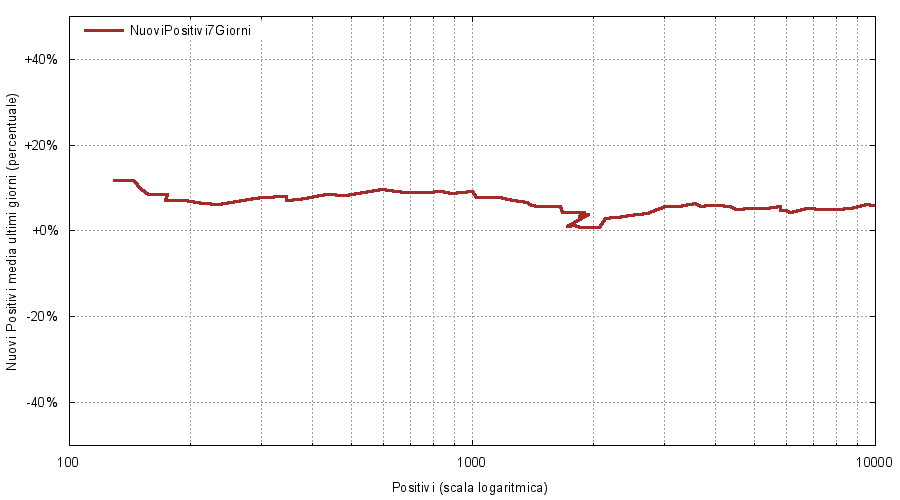 NuoviPositivi7Giorni
+40%
+20%
+0%
-20%
-40%
Nuovi Positivi media ultimi giorni (percentuale)
100
1000
10000
Positivi (scala logaritmica)